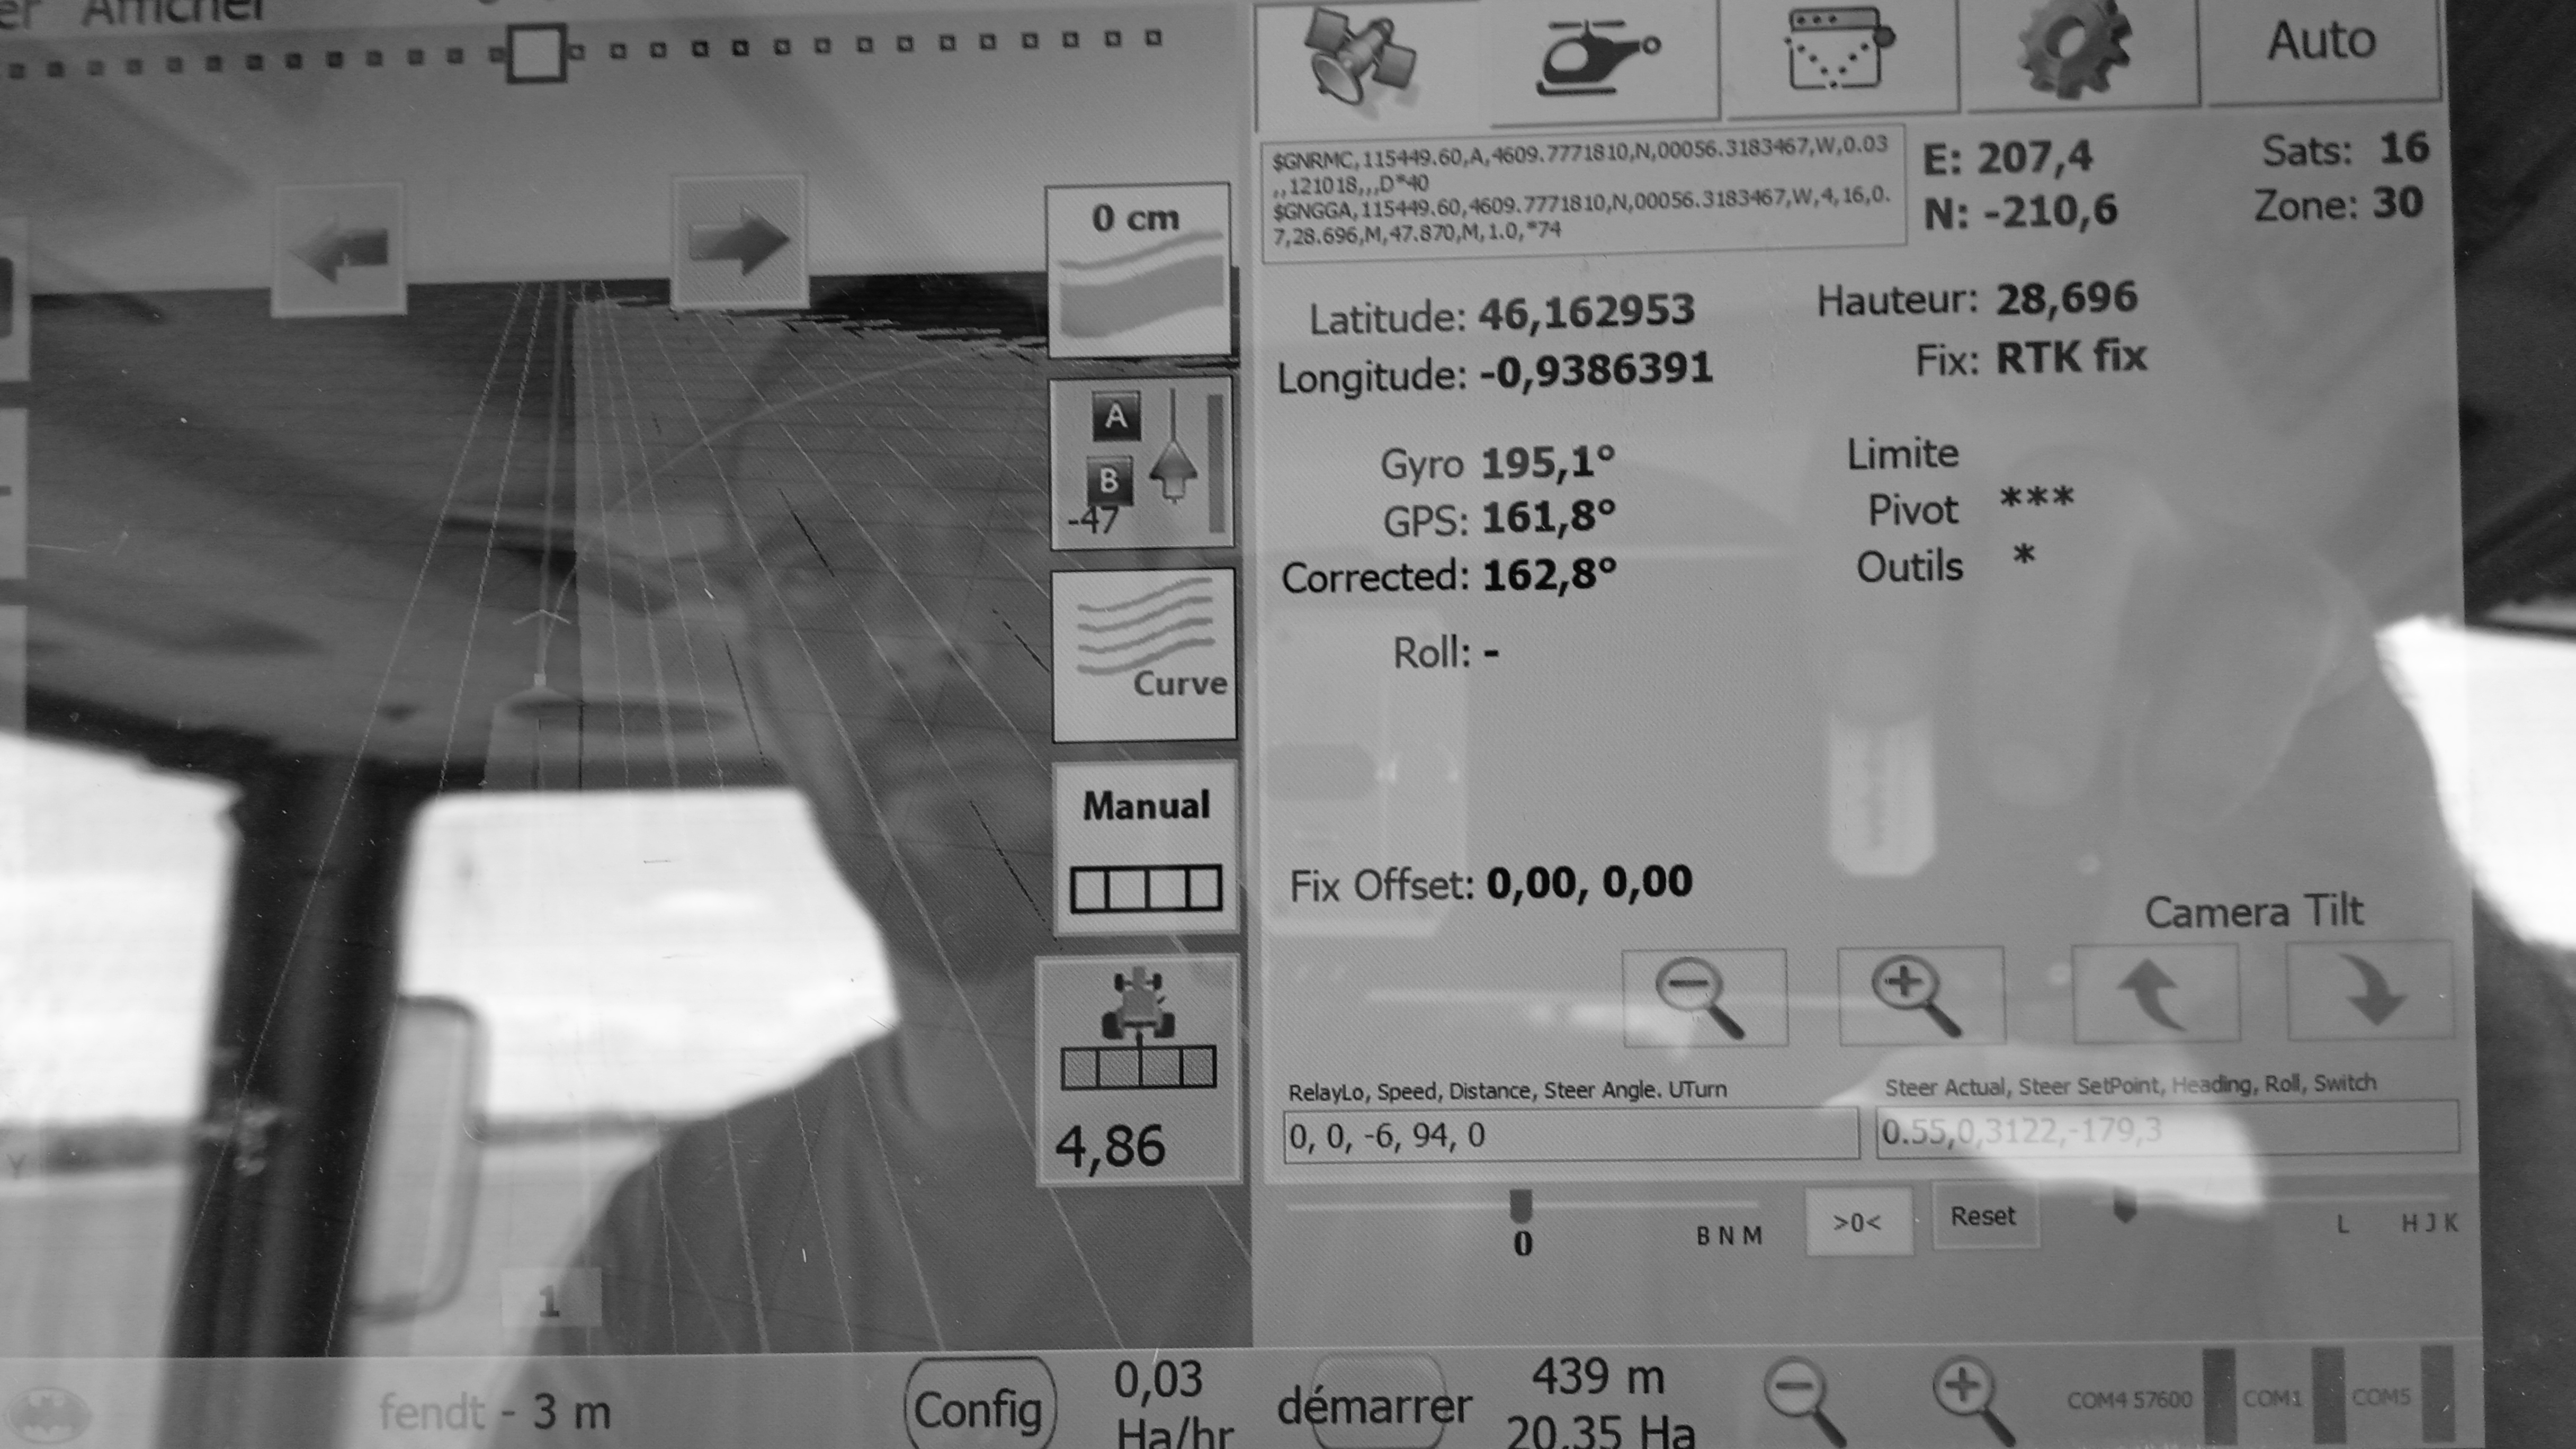 Afficher
Auto
$GNRMC,115449.60,A,4609.7771810,N,00056.3183467,W,0.03
,,121018,,,D*40
$GNGGA,115449.60,4609.7771810,N,00056.3183467,W,4,16,0.
7,28.696,M,47.870,M,1.0,*74
E: 207,4
N: -210,6
Sats: 16
Zone: 30
0 cm
Latitude: 46,162953
Longitude: -0,9386391
Hauteur: 28,696
Fix: RTK fix
A
B
-47
Gyro 195,1°
GPS: 161,8°
Corrected: 162,8°
Limite
Pivot ***
Outils *
Roll: -
Curve
Manual
Fix Offset: 0,00, 0,00
Camera Tilt
4,86
RelayLo, Speed, Distance, Steer Angle. UTurn
0, 0, -6, 94, 0
Steer Actual, Steer SetPoint, Heading, Roll, Switch
0.55,0,3122,-179,3
0
B N M
>0<
Reset
L H J K
1
fendt - 3 m
Config
0,03
Ha/hr
démarrer
439 m
20,35 Ha
COM4 57600
COM1
COM5